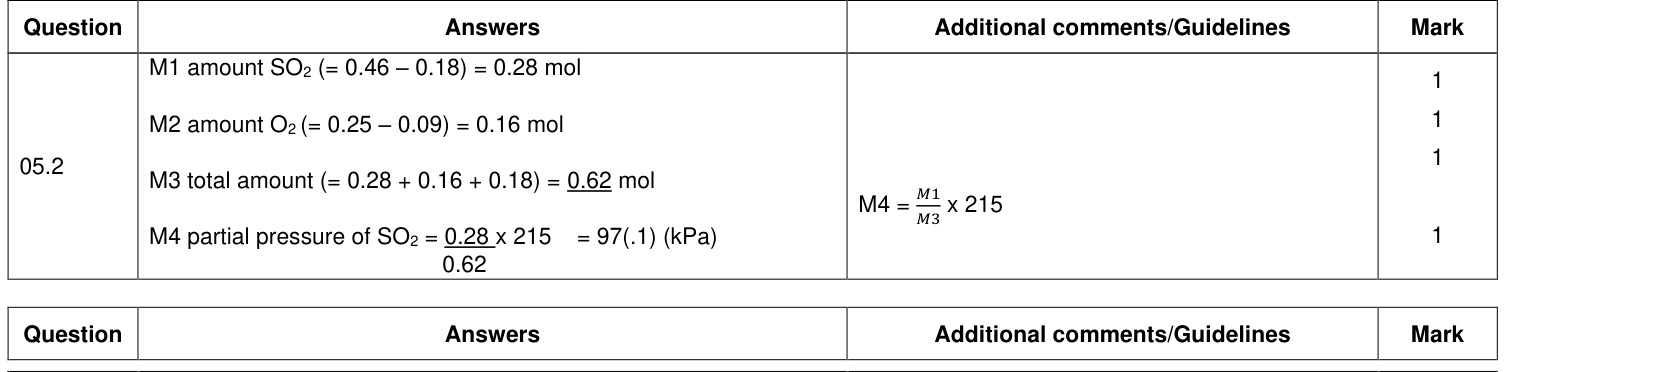 Question Answers Additional comments/Guidelines Mark
M1 amount SO₂ (= 0.46 – 0.18) = 0.28 mol
1
M2 amount O₂ (= 0.25 – 0.09) = 0.16 mol
1
05.2
1
M3 total amount (= 0.28 + 0.16 + 0.18) = 0.62 mol
M4 = M1/M3 x 215
M4 partial pressure of SO₂ = 0.28 x 215 = 97(.1) (kPa)
0.62
1
Question Answers Additional comments/Guidelines Mark